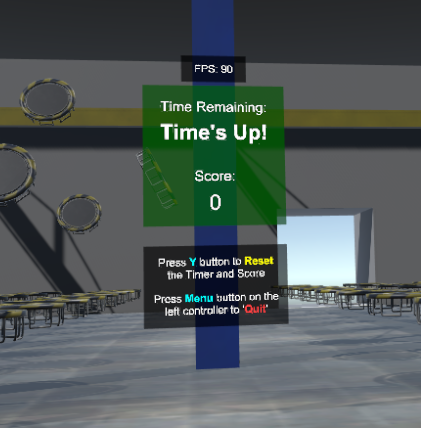 FPS: 90
Time Remaining:
Time's Up!
Score:
0
Press Y button to Reset
the Timer and Score
Press Menu button on the
left controller to 'Quit'